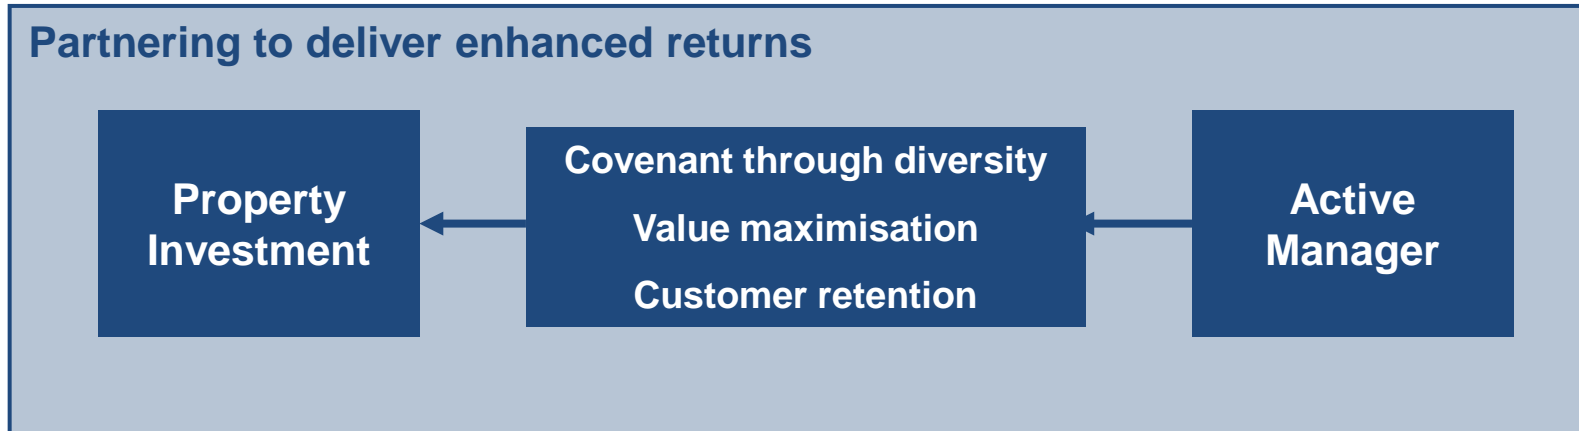 Partnering to deliver enhanced returns
Property
Investment
Covenant through diversity
Value maximisation
Customer retention
Active
Manager